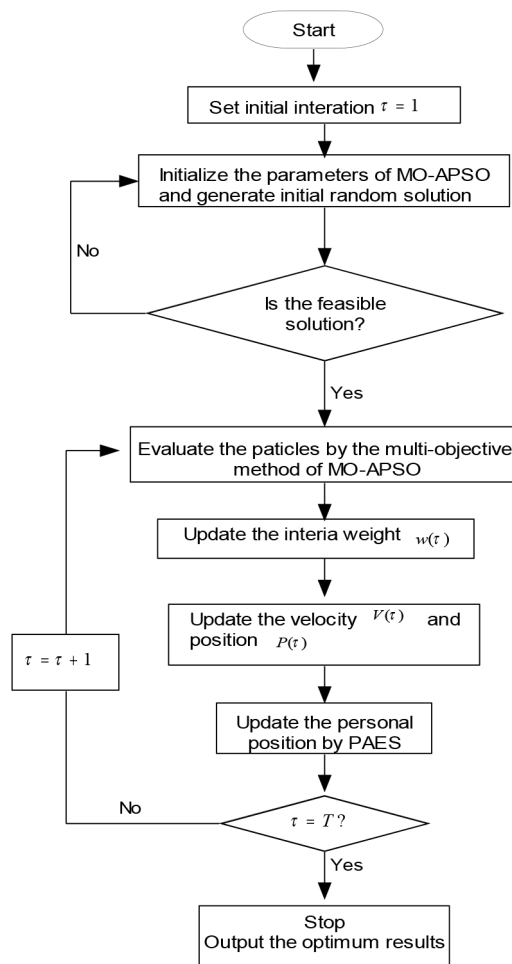 Start
Set initial interation τ = 1
Initialize the parameters of MO-APSO
and generate initial random solution
No
Is the feasible
solution?
Yes
Evaluate the paticles by the multi-objective
method of MO-APSO
Update the interia weight w(τ)
Update the velocity V(τ) and
position P(τ)
τ = τ + 1
Update the personal
position by PAES
No
τ = T ?
Yes
Stop
Output the optimum results